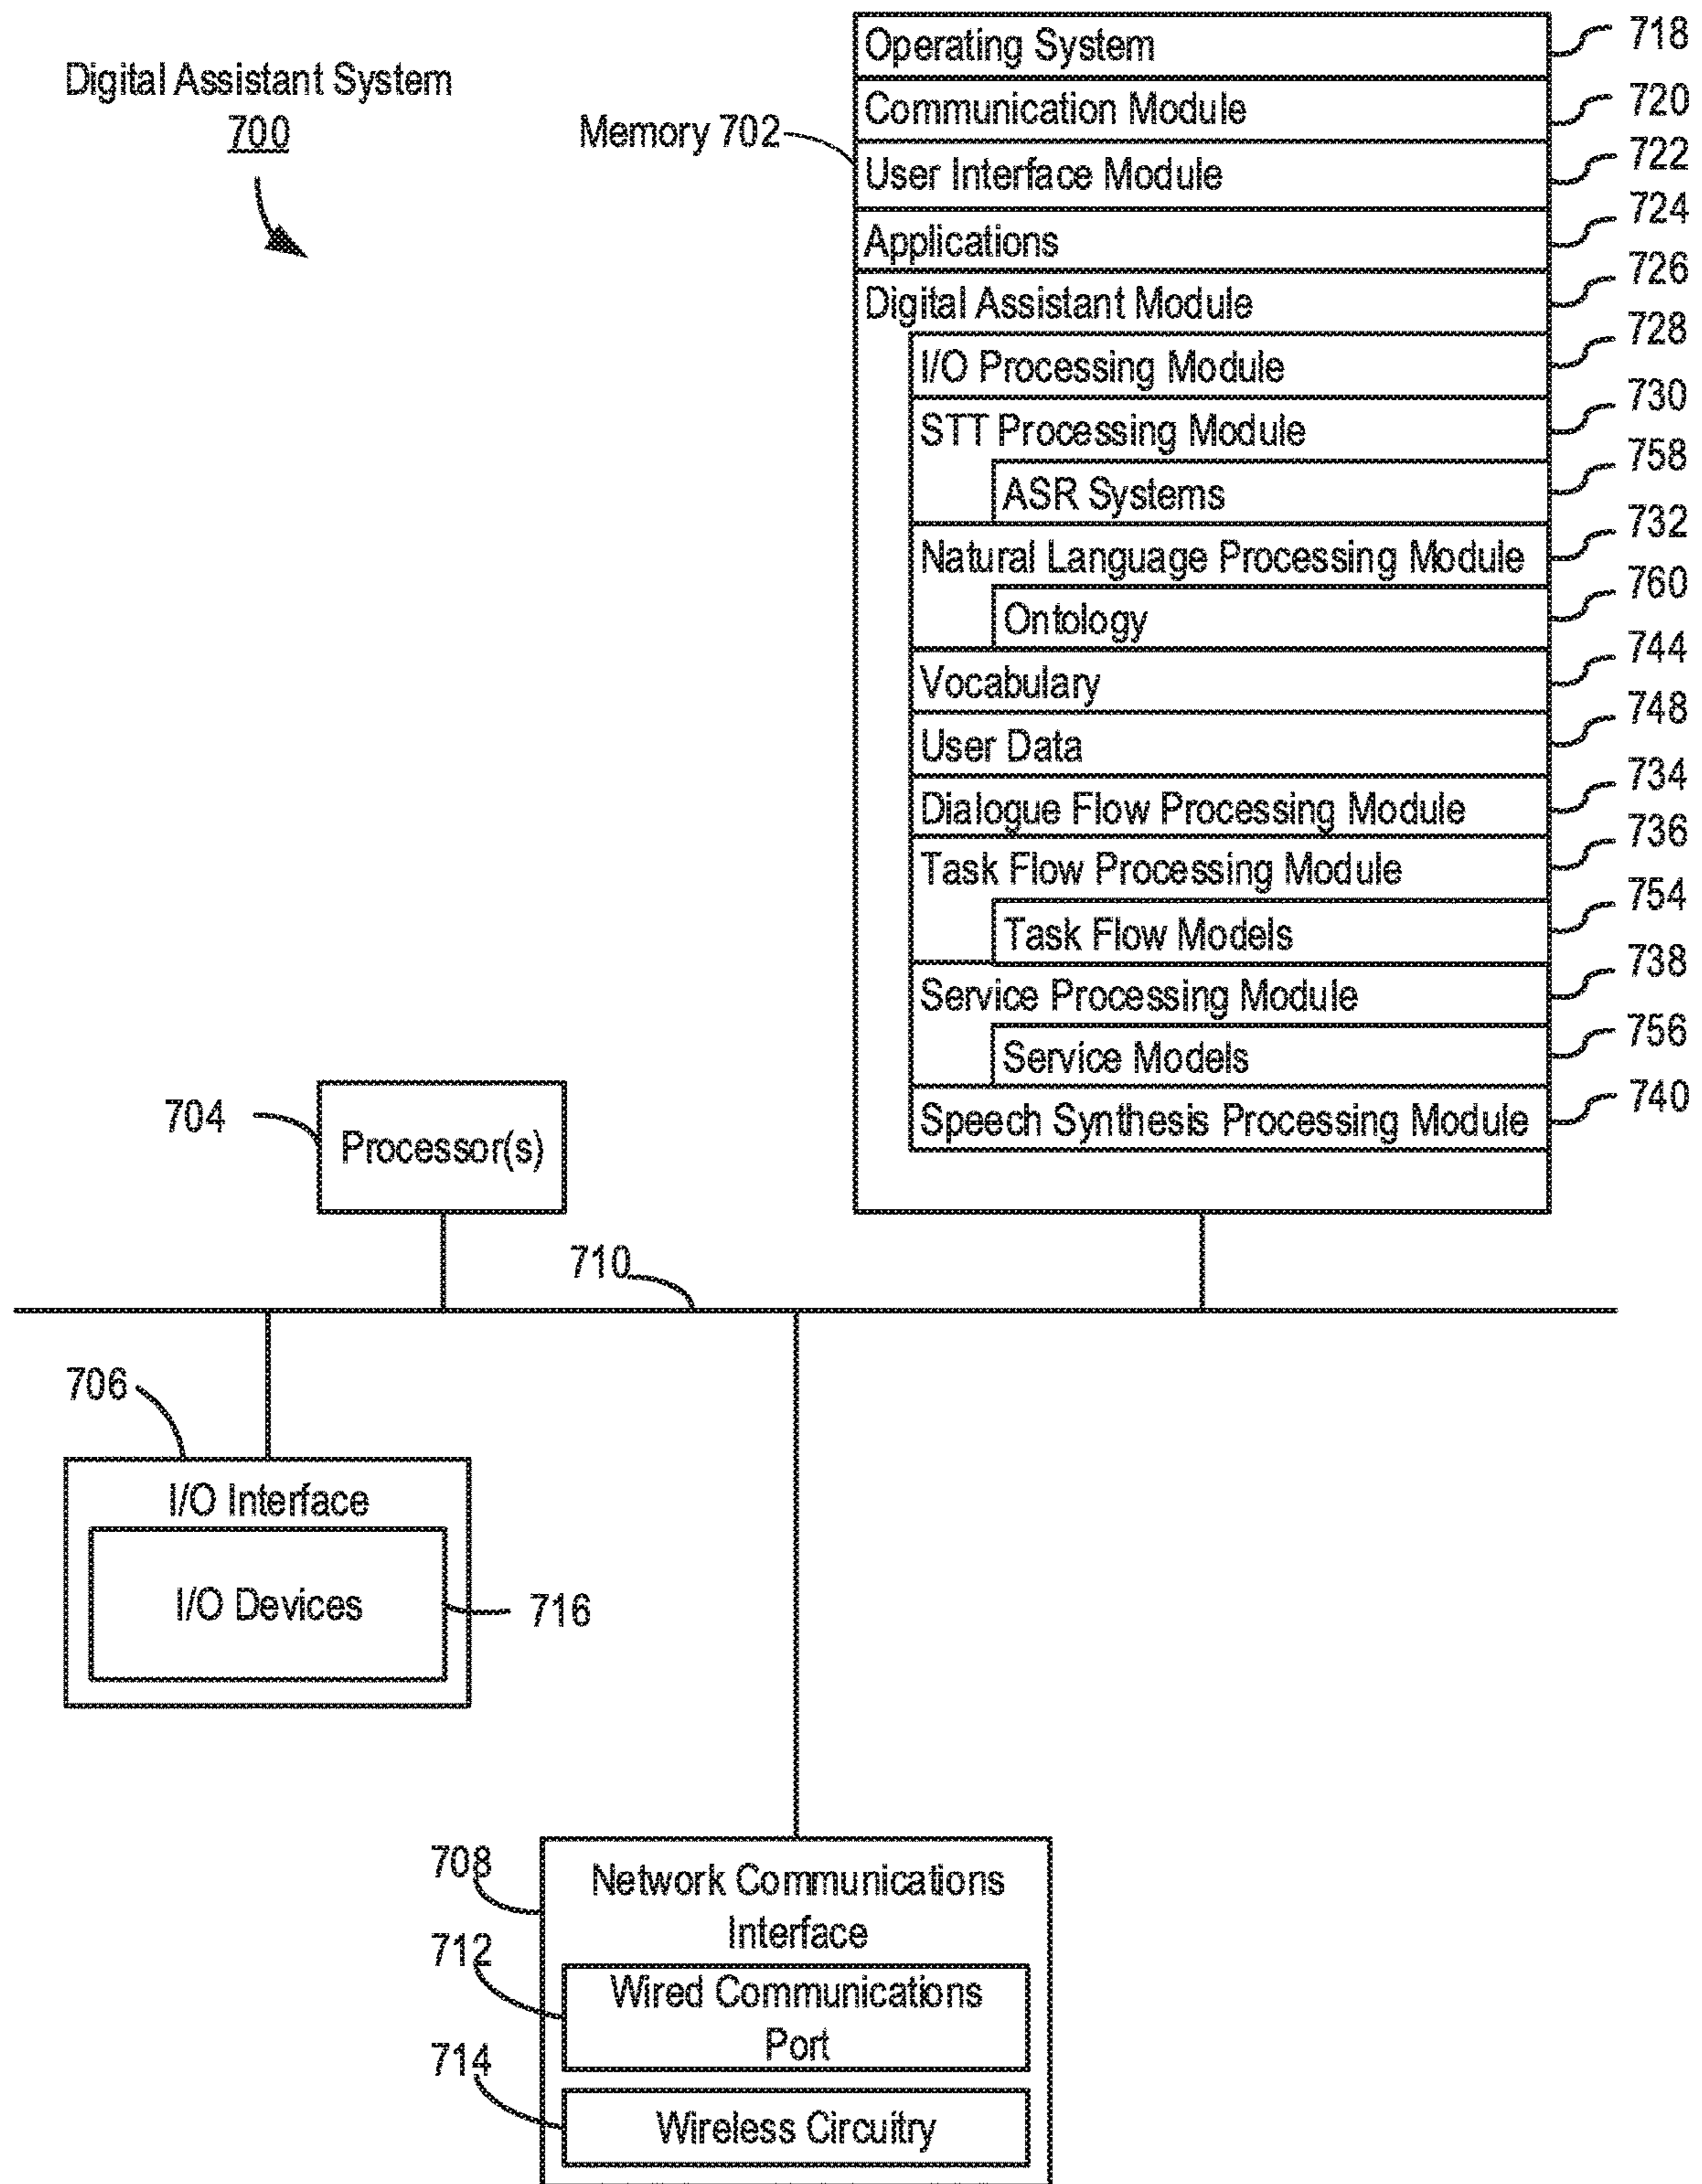 Digital Assistant System
700
Memory 702
Operating System 718
Communication Module 720
User Interface Module 722
Applications 724
Digital Assistant Module 726
I/O Processing Module 728
STT Processing Module 730
ASR Systems 758
Natural Language Processing Module 732
Ontology 760
Vocabulary 744
User Data 748
Dialogue Flow Processing Module 734
Task Flow Processing Module 736
Task Flow Models 754
Service Processing Module 738
Service Models 756
Speech Synthesis Processing Module 740
704
Processor(s)
710
706
I/O Interface
I/O Devices
716
708
Network Communications
Interface
712
Wired Communications
Port
714
Wireless Circuitry